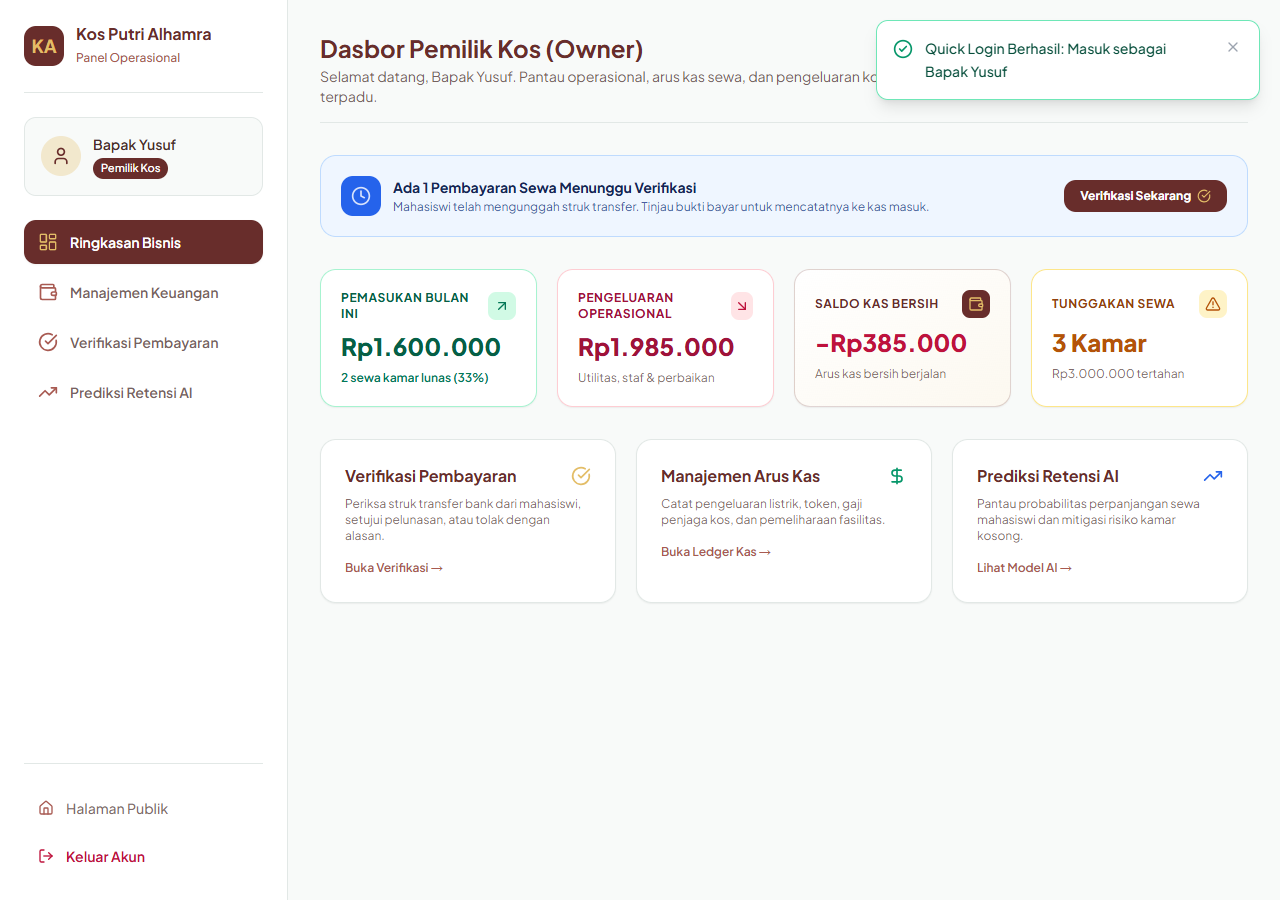 KA
Kos Putri Alhamra
Panel Operasional
Bapak Yusuf
Pemilik Kos
Ringkasan Bisnis
Manajemen Keuangan
Verifikasi Pembayaran
Prediksi Retensi AI
Halaman Publik
Keluar Akun
Dasbor Pemilik Kos (Owner)
Selamat datang, Bapak Yusuf. Pantau operasional, arus kas sewa, dan pengeluaran
terpadu.
Quick Login Berhasil: Masuk sebagai
Bapak Yusuf
Ada 1 Pembayaran Sewa Menunggu Verifikasi
Mahasiswi telah mengunggah struk transfer. Tinjau bukti bayar untuk mencatatnya ke kas masuk.
Verifikasi Sekarang
PEMASUKAN BULAN
INI
Rp1.600.000
2 sewa kamar lunas (33%)
PENGELUARAN
OPERASIONAL
Rp1.985.000
Utilitas, staf & perbaikan
SALDO KAS BERSIH
-Rp385.000
Arus kas bersih berjalan
TUNGGAKAN SEWA
3 Kamar
Rp3.000.000 tertahan
Verifikasi Pembayaran
Periksa struk transfer bank dari mahasiswi,
setujui pelunasan, atau tolak dengan
alasan.
Buka Verifikasi →
Manajemen Arus Kas
Catat pengeluaran listrik, token, gaji
penjaga kos, dan pemeliharaan fasilitas.
Buka Ledger Kas →
Prediksi Retensi AI
Pantau probabilitas perpanjangan sewa
mahasiswi dan mitigasi risiko kamar
kosong.
Lihat Model AI →